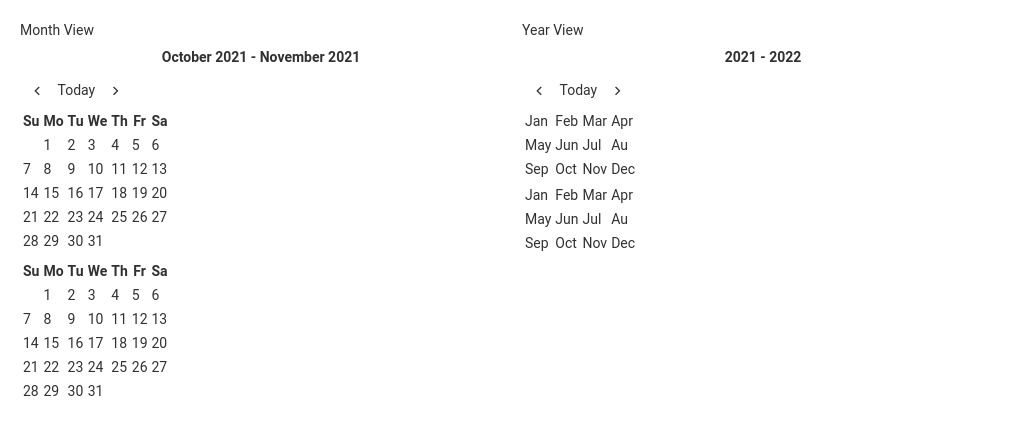 Month View
October 2021 - November 2021
Today
Su Mo Tu We Th Fr Sa
1 2 3 4 5 6
7 8 9 10 11 12 13
14 15 16 17 18 19 20
21 22 23 24 25 26 27
28 29 30 31
Su Mo Tu We Th Fr Sa
1 2 3 4 5 6
7 8 9 10 11 12 13
14 15 16 17 18 19 20
21 22 23 24 25 26 27
28 29 30 31
Year View
2021 - 2022
Today
Jan Feb Mar Apr
May Jun Jul Au
Sep Oct Nov Dec
Jan Feb Mar Apr
May Jun Jul Au
Sep Oct Nov Dec